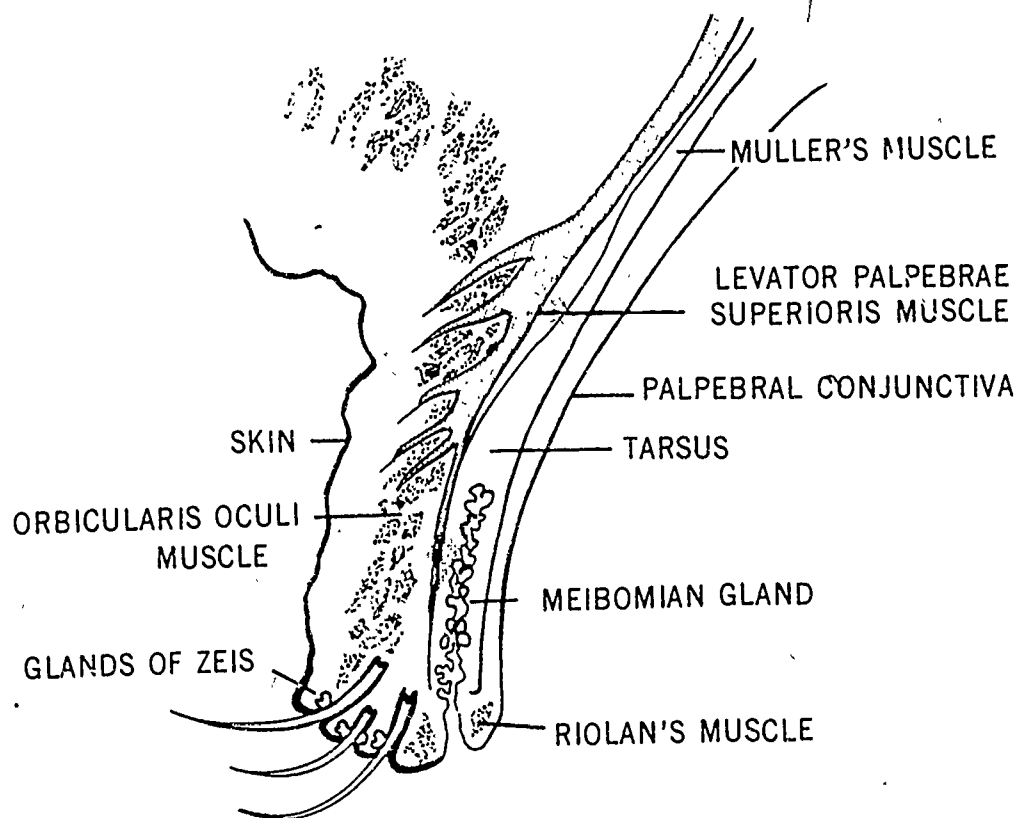 MULLER'S MUSCLE
LEVATOR PALPEBRAE
SUPERIORIS MUSCLE
PALPEBRAL CONJUNCTIVA
SKIN
TARSUS
ORBICULARIS OCULI
MUSCLE
MEIBOMIAN GLAND
GLANDS OF ZEIS
RIOLAN'S MUSCLE